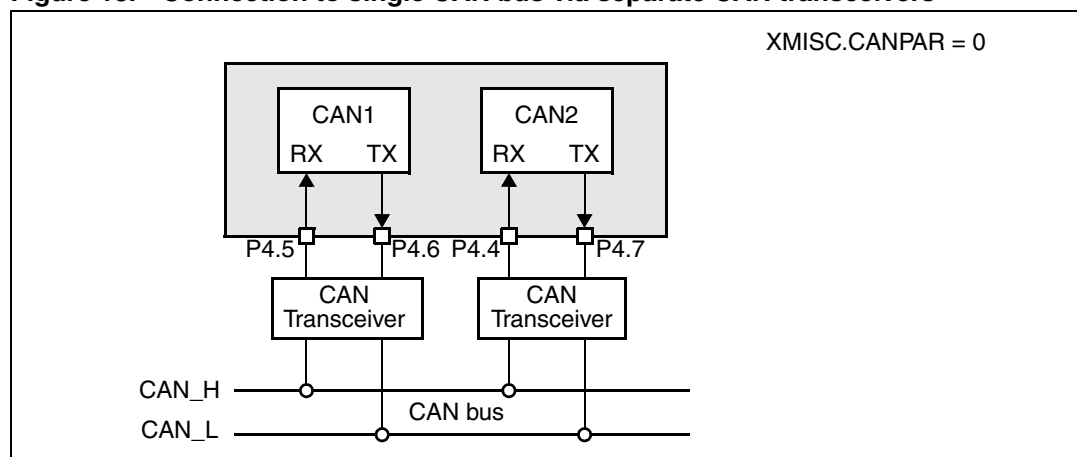 Figure Connection to single CAN bus via separate CAN transceivers
XMISC.CANPAR = 0
CAN1 CAN2
RX TX RX TX
P4.5 P4.6 P4.4 P4.7
CAN CAN
Transceiver Transceiver
CAN_H
CAN bus
CAN_L